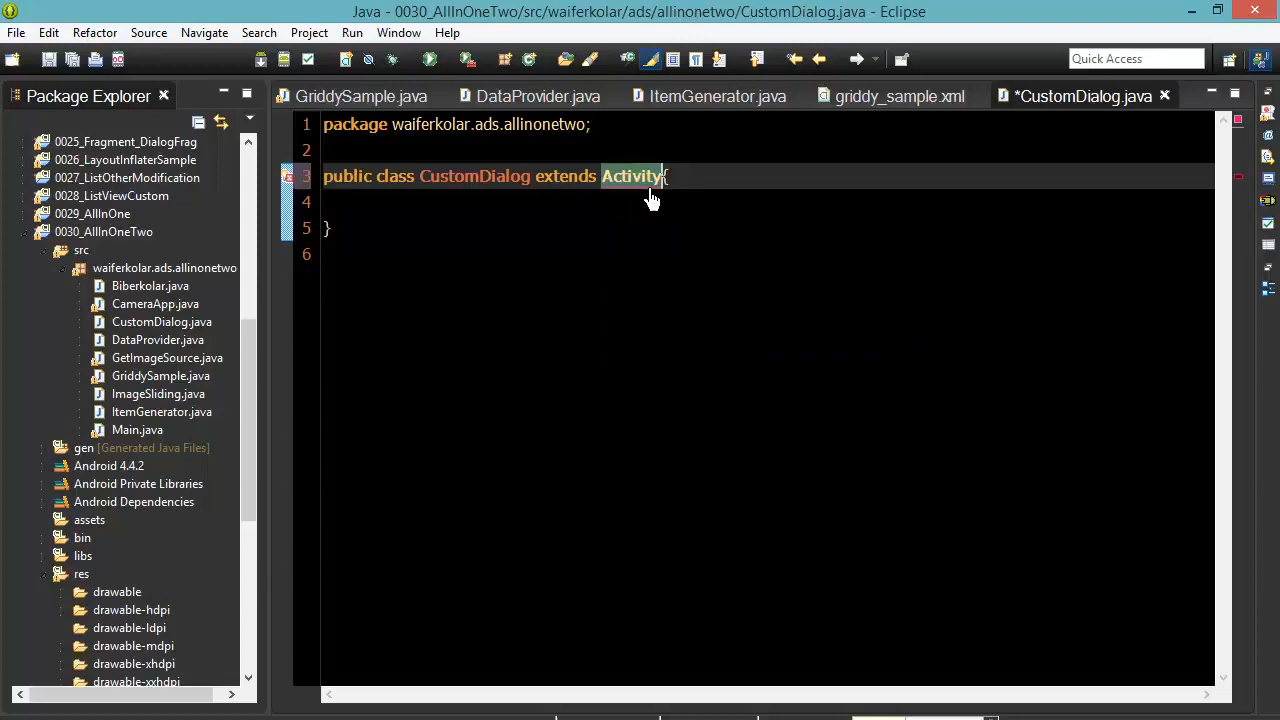 Java - 0030_AllInOneTwo/src/waiferkolar/ads/allinonetwo/CustomDialog.java - Eclipse
File Edit Refactor Source Navigate Search Project Run Window Help
Quick Access
Package Explorer
GriddySample.java DataProvider.java ItemGenerator.java griddy_sample.xml *CustomDialog.java
0025_Fragment_DialogFrag
0026_LayoutInflaterSample
0027_ListOtherModification
0028_ListViewCustom
0029_AllInOne
0030_AllInOneTwo
src
waiferkolar.ads.allinonetwo
Biberkolar.java
CameraApp.java
CustomDialog.java
DataProvider.java
GetImageSource.java
GriddySample.java
ImageSliding.java
ItemGenerator.java
Main.java
gen [Generated Java Files]
Android 4.4.2
Android Private Libraries
Android Dependencies
assets
bin
libs
res
drawable
drawable-hdpi
drawable-ldpi
drawable-mdpi
drawable-xhdpi
drawable-xxhdpi
1 package waiferkolar.ads.allinonetwo;
2
3 public class CustomDialog extends Activity{
4
5 }
6